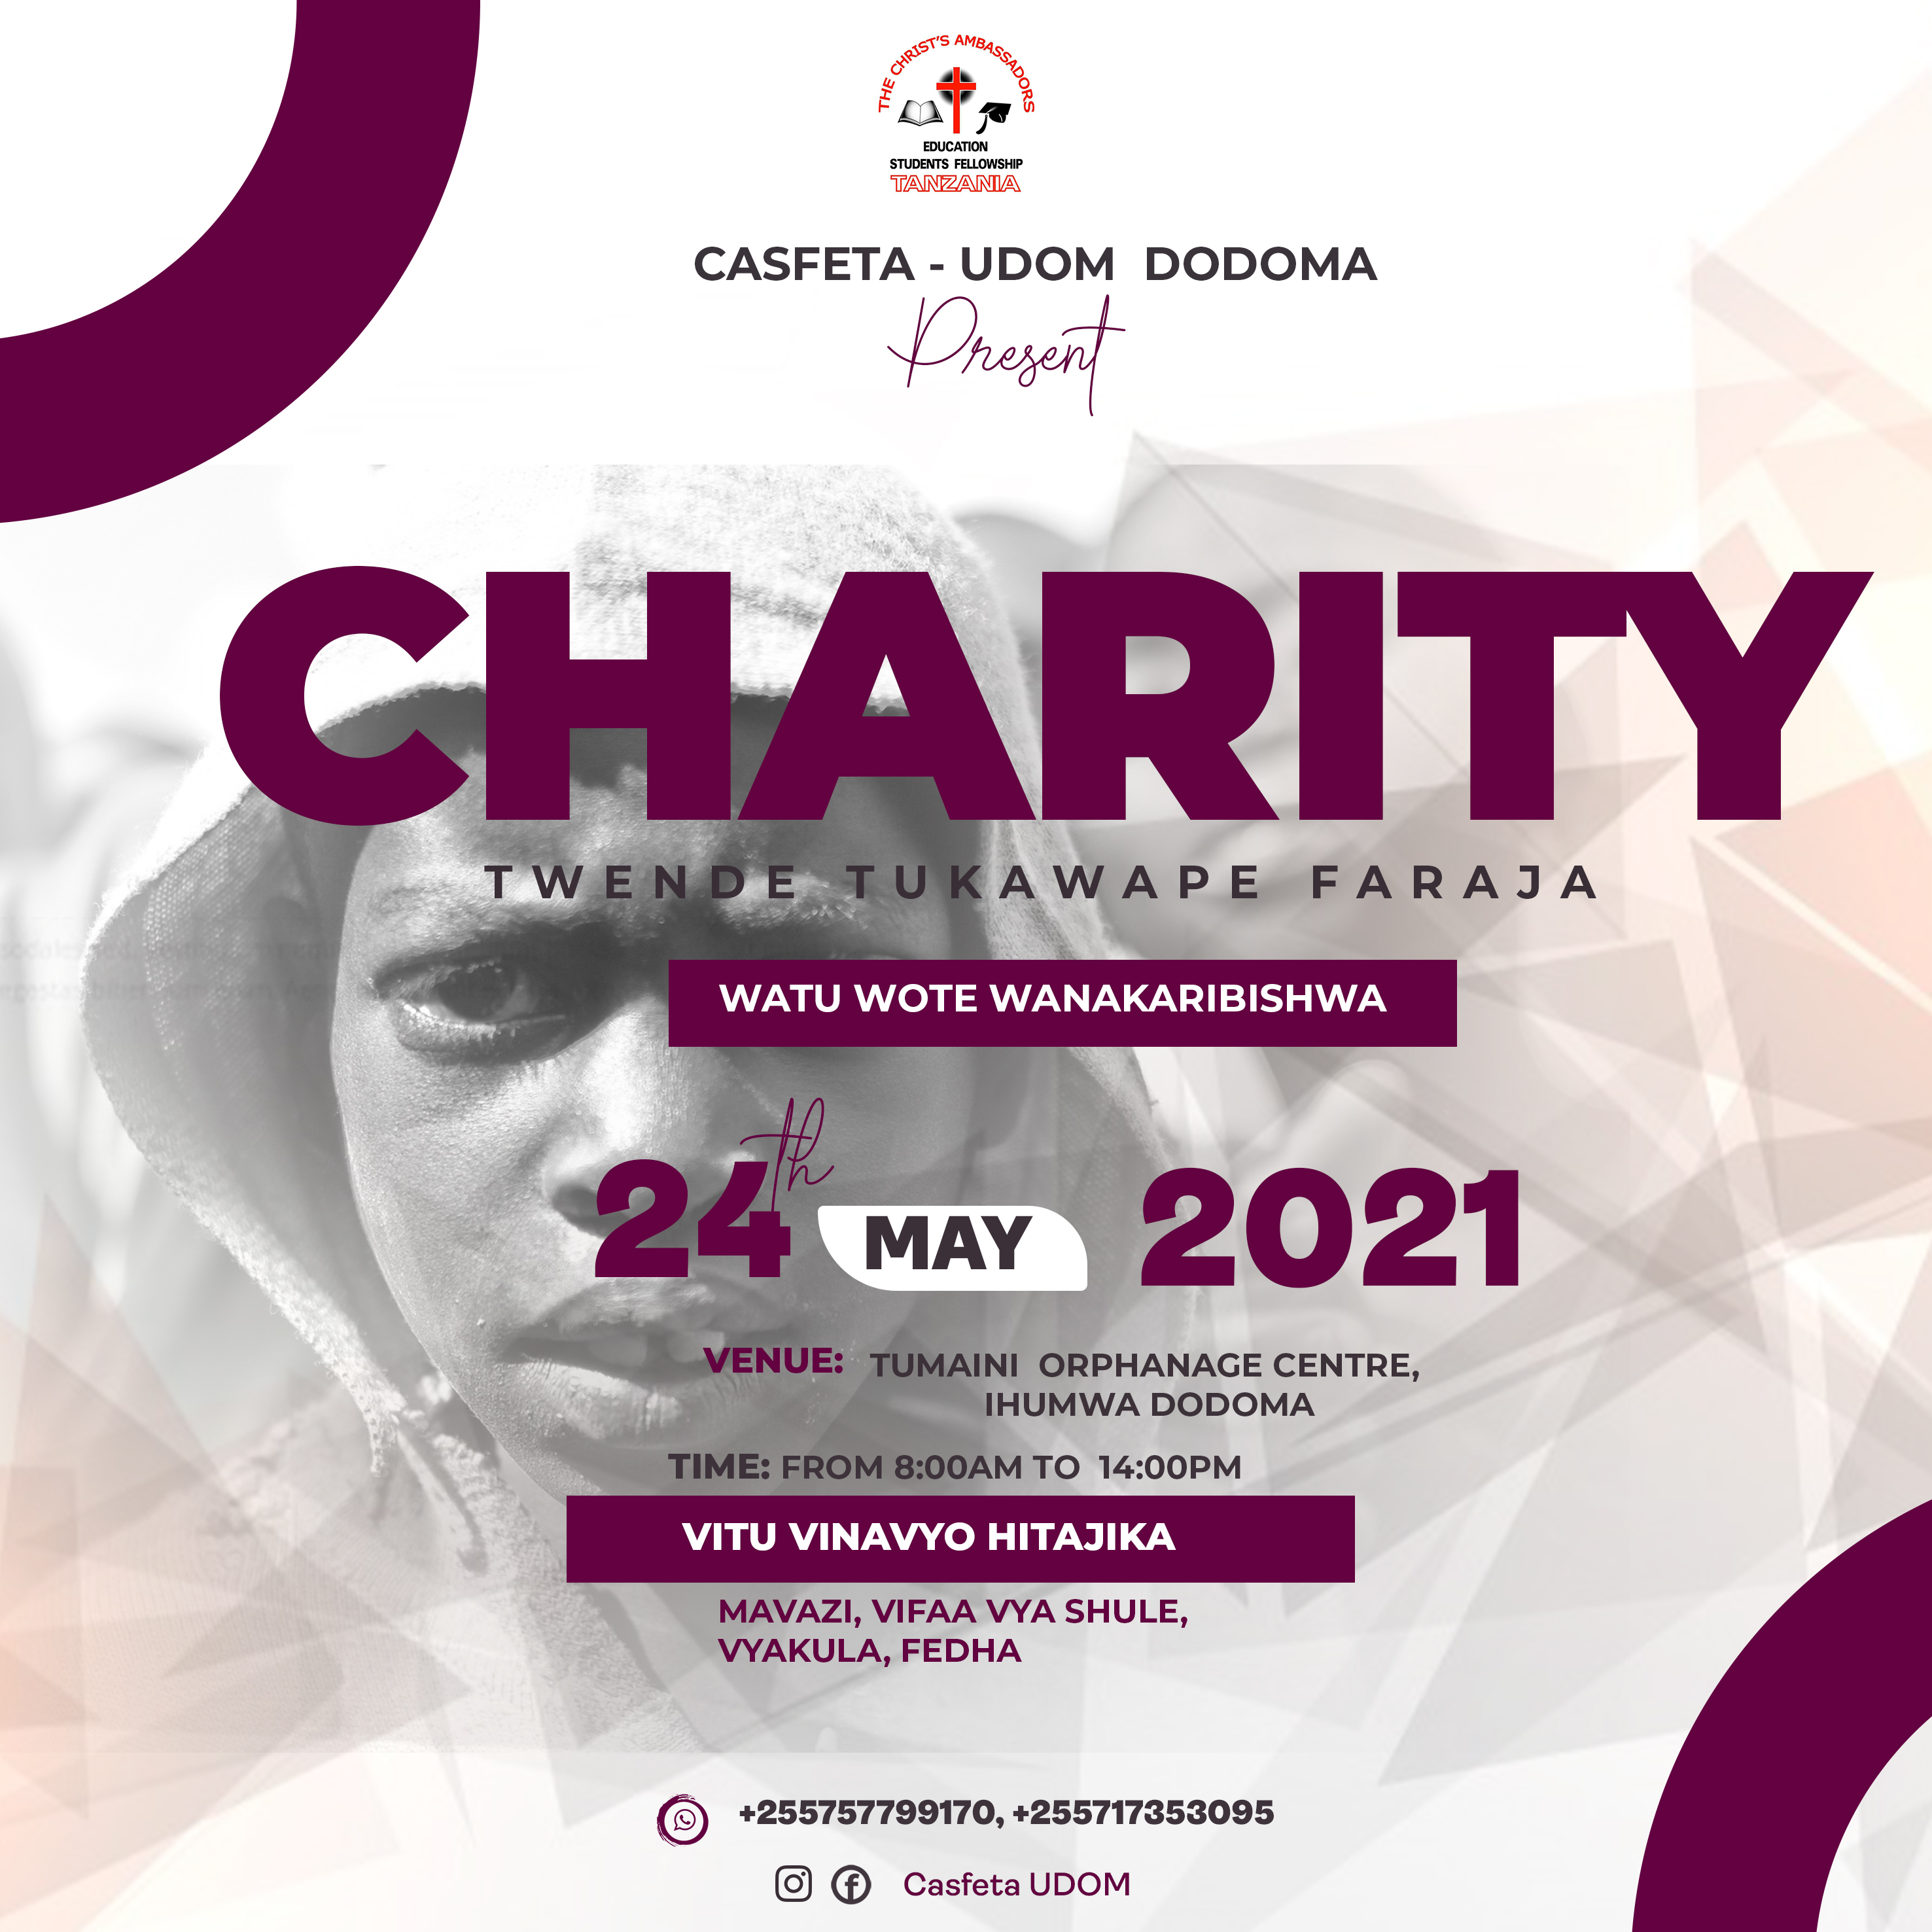 THE CHRIST'S AMBASSADORS
EDUCATION
STUDENTS FELLOWSHIP
TANZANIA
CASFETA - UDOM DODOMA
Present
CHARITY
TWENDE TUKAWAPE FARAJA
WATU WOTE WANAKARIBISHWA
24th MAY 2021
VENUE: TUMAINI ORPHANAGE CENTRE,
IHUMWA DODOMA
TIME: FROM 8:00AM TO 14:00PM
VITU VINAVYO HITAJIKA
MAVAZI, VIFAA VYA SHULE,
VYAKULA, FEDHA
+255757799170, +255717353095
Casfeta UDOM